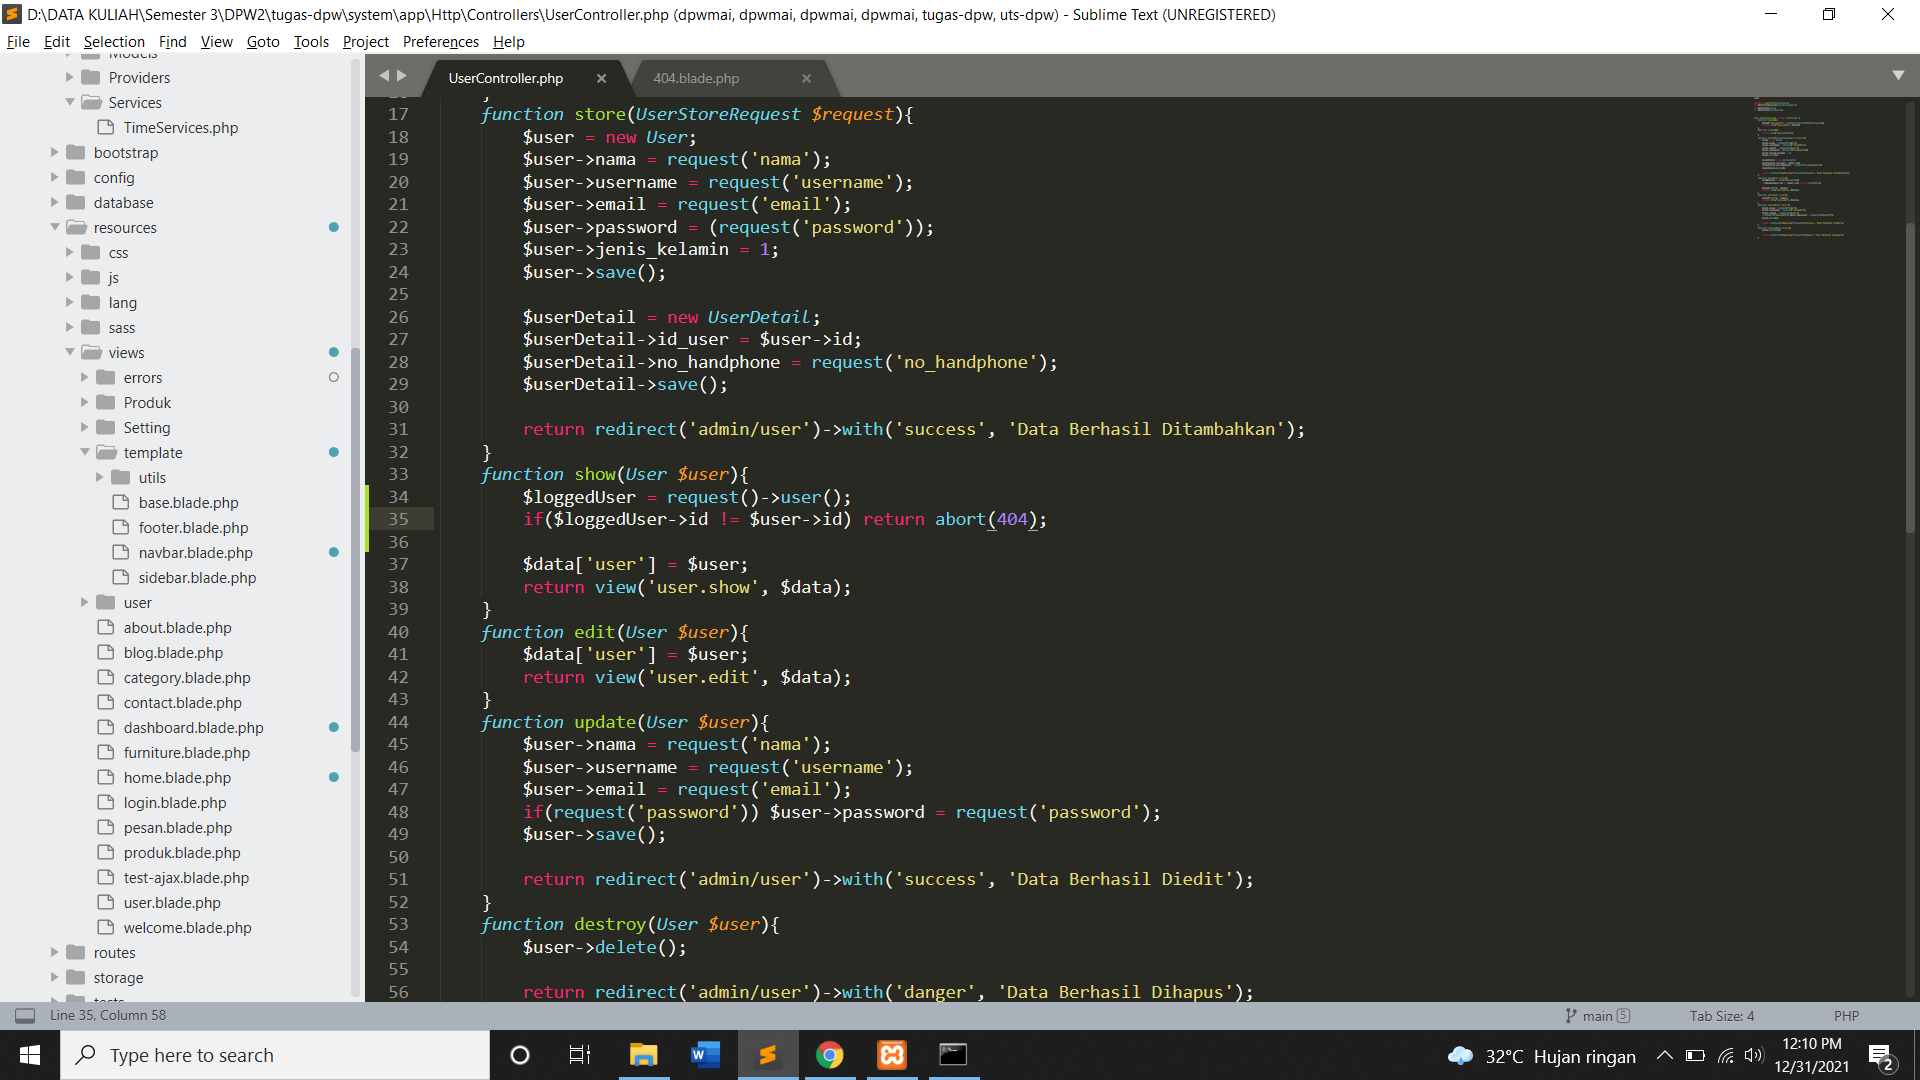 D:\DATA KULIAH\Semester 3\DPW2\tugas-dpw\system\app\Http\Controllers\UserController.php (dpwmai, dpwmai, dpwmai, dpwmai, tugas-dpw, uts-dpw) - Sublime Text (UNREGISTERED)
File Edit Selection Find View Goto Tools Project Preferences Help
Models
Providers
Services
TimeServices.php
bootstrap
config
database
resources
css
js
lang
sass
views
errors
Produk
Setting
template
utils
base.blade.php
footer.blade.php
navbar.blade.php
sidebar.blade.php
user
about.blade.php
blog.blade.php
category.blade.php
contact.blade.php
dashboard.blade.php
furniture.blade.php
home.blade.php
login.blade.php
pesan.blade.php
produk.blade.php
test-ajax.blade.php
user.blade.php
welcome.blade.php
routes
storage
tests
UserController.php 404.blade.php
16 }
17 function store(UserStoreRequest $request){
18 $user = new User;
19 $user->nama = request('nama');
20 $user->username = request('username');
21 $user->email = request('email');
22 $user->password = (request('password'));
23 $user->jenis_kelamin = 1;
24 $user->save();
25
26 $userDetail = new UserDetail;
27 $userDetail->id_user = $user->id;
28 $userDetail->no_handphone = request('no_handphone');
29 $userDetail->save();
30
31 return redirect('admin/user')->with('success', 'Data Berhasil Ditambahkan');
32 }
33 function show(User $user){
34 $loggedUser = request()->user();
35 if($loggedUser->id != $user->id) return abort(404);
36
37 $data['user'] = $user;
38 return view('user.show', $data);
39 }
40 function edit(User $user){
41 $data['user'] = $user;
42 return view('user.edit', $data);
43 }
44 function update(User $user){
45 $user->nama = request('nama');
46 $user->username = request('username');
47 $user->email = request('email');
48 if(request('password')) $user->password = request('password');
49 $user->save();
50
51 return redirect('admin/user')->with('success', 'Data Berhasil Diedit');
52 }
53 function destroy(User $user){
54 $user->delete();
55
56 return redirect('admin/user')->with('danger', 'Data Berhasil Dihapus');
Line 35, Column 58 main 5 Tab Size: 4 PHP
Type here to search
32°C Hujan ringan
12:10 PM
12/31/2021
2